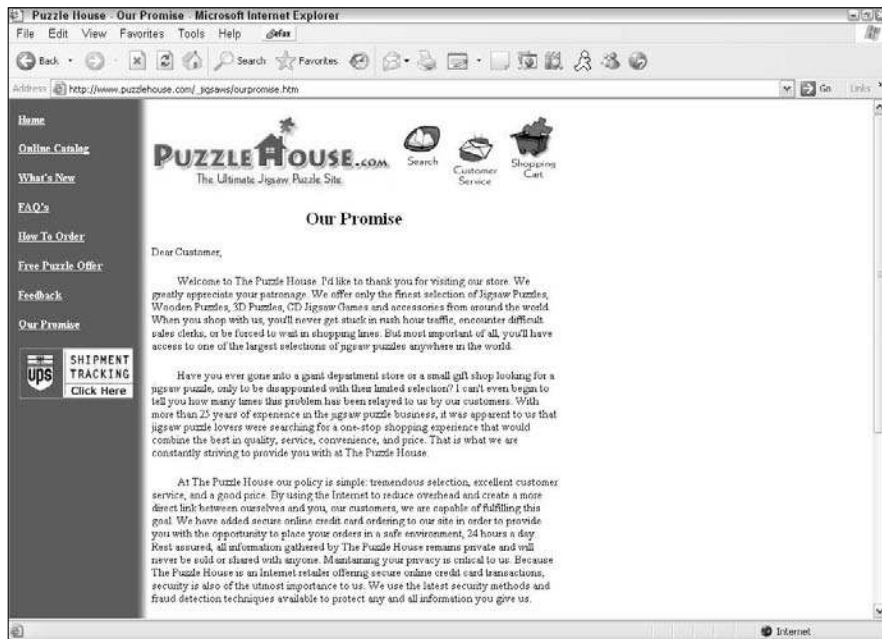 Puzzle House - Our Promise - Microsoft Internet Explorer
File Edit View Favorites Tools Help eFax
Back Search Favorites
Address http://www.puzzlehouse.com/_jigsaws/ourpromise.htm Go Links
Home
Online Catalog
What's New
FAQ's
How To Order
Free Puzzle Offer
Feedback
Our Promise
UPS SHIPMENT
TRACKING
Click Here
PUZZLE HOUSE.COM
The Ultimate Jigsaw Puzzle Site
Search
Customer
Service
Shopping
Cart
Our Promise
Dear Customer,
Welcome to The Puzzle House. I'd like to thank you for visiting our store. We
greatly appreciate your patronage. We offer only the finest selection of Jigsaw Puzzles,
Wooden Puzzles, 3D Puzzles, CD Jigsaw Games and accessories from around the world.
When you shop with us, you'll never get stuck in rush hour traffic, encounter difficult
sales clerks, or be forced to wait in shopping lines. But most important of all, you'll have
access to one of the largest selections of jigsaw puzzles anywhere in the world.
Have you ever gone into a giant department store or a small gift shop looking for a
jigsaw puzzle, only to be disappointed with their limited selection? I can't even begin to
tell you how many times this problem has been relayed to us by our customers. With
more than 25 years of experience in the jigsaw puzzle business, it was apparent to us that
jigsaw puzzle lovers were searching for a one-stop shopping experience that would
combine the best in quality, service, convenience, and price. That is what we are
constantly striving to provide you with at The Puzzle House.
At The Puzzle House our policy is simple: tremendous selection, excellent customer
service, and a good price. By using the Internet to reduce overhead and create a more
direct link between ourselves and you, our customers, we are capable of fulfilling this
goal. We have added secure online credit card ordering to our site in order to provide
you with the opportunity to place your orders in a safe environment, 24 hours a day.
Rest assured, all information gathered by The Puzzle House remains private and will
never be sold or shared with anyone. Maintaining your privacy is critical to us. Because
The Puzzle House is an Internet retailer offering secure online credit card transactions,
security is also of the utmost importance to us. We use the latest security methods and
fraud detection techniques available to protect any and all information you give us.
Internet